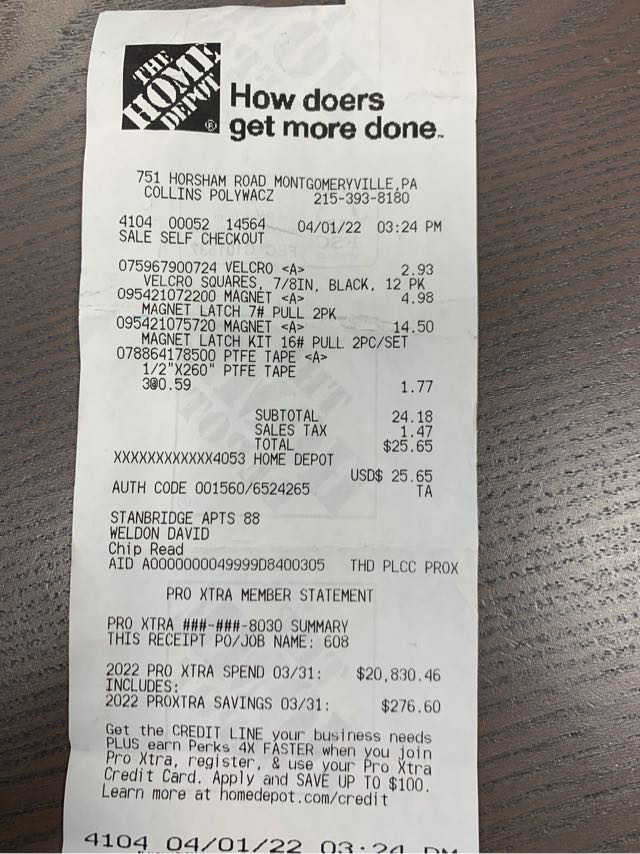 THE
HOME
DEPOT
®
How doers
get more done™
751 HORSHAM ROAD MONTGOMERYVILLE,PA
COLLINS POLYWACZ 215-393-8180
4104 00052 14564 04/01/22 03:24 PM
SALE SELF CHECKOUT
075967900724 VELCRO <A> 2.93
VELCRO SQUARES, 7/8IN, BLACK, 12 PK
095421072200 MAGNET <A> 4.98
MAGNET LATCH 7# PULL 2PK
095421075720 MAGNET <A> 14.50
MAGNET LATCH KIT 16# PULL 2PC/SET
078864178500 PTFE TAPE <A>
1/2"X260" PTFE TAPE
3@0.59 1.77
SUBTOTAL 24.18
SALES TAX 1.47
TOTAL $25.65
XXXXXXXXXXXX4053 HOME DEPOT
USD$ 25.65
AUTH CODE 001560/6524265 TA
STANBRIDGE APTS 88
WELDON DAVID
Chip Read
AID A0000000049999D8400305 THD PLCC PROX
PRO XTRA MEMBER STATEMENT
PRO XTRA ###-###-8030 SUMMARY
THIS RECEIPT PO/JOB NAME: 608
2022 PRO XTRA SPEND 03/31: $20,830.46
INCLUDES:
2022 PROXTRA SAVINGS 03/31: $276.60
Get the CREDIT LINE your business needs
PLUS earn Perks 4X FASTER when you join
Pro Xtra, register, & use your Pro Xtra
Credit Card. Apply and SAVE UP TO $100.
Learn more at homedepot.com/credit
4104 04/01/22 03:24 PM